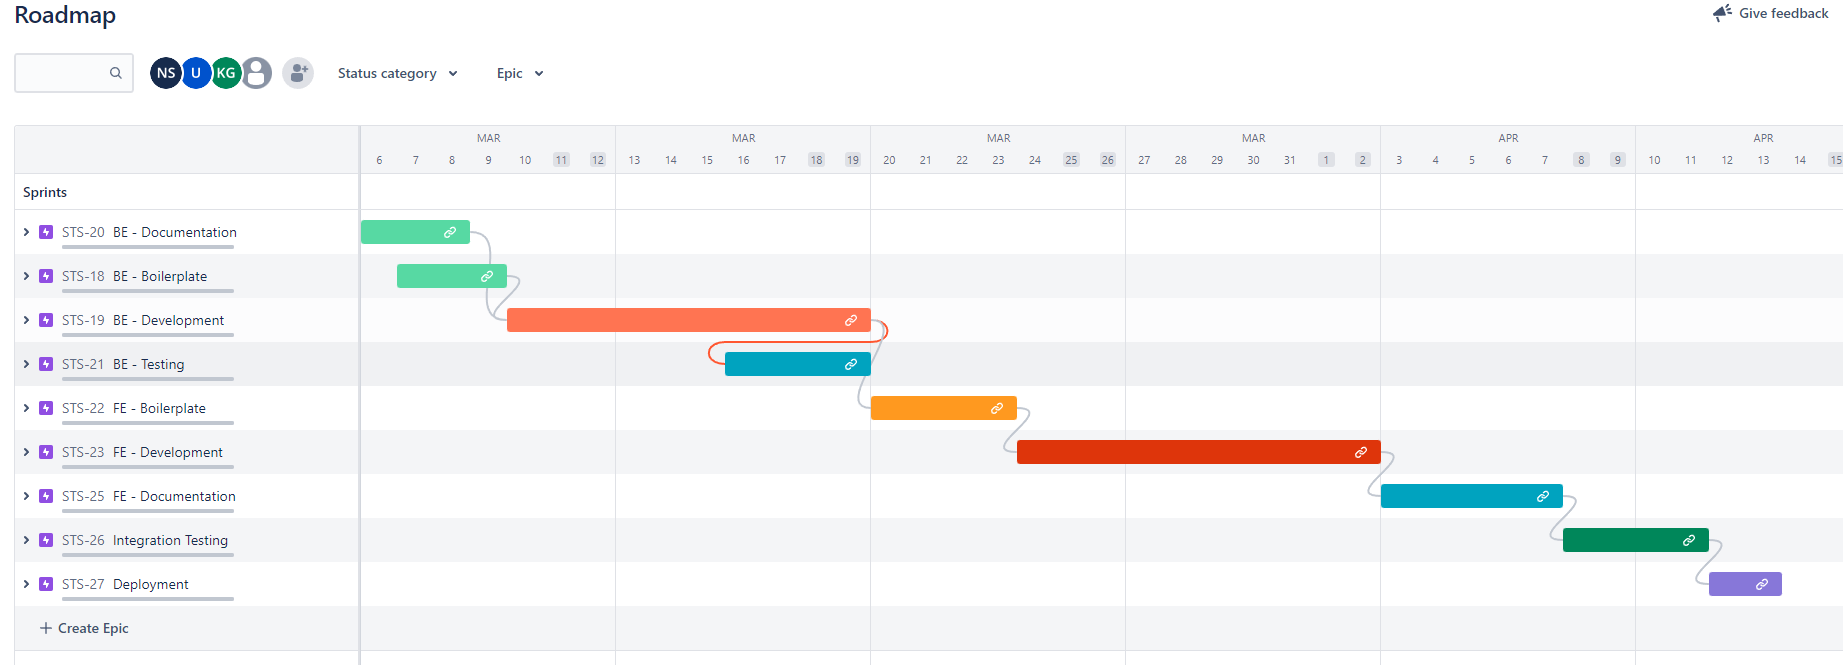 Roadmap
Give feedback
NS U KG Status category Epic
MAR MAR MAR MAR APR APR
6 7 8 9 10 11 12 13 14 15 16 17 18 19 20 21 22 23 24 25 26 27 28 29 30 31 1 2 3 4 5 6 7 8 9 10 11 12 13 14 15
Sprints
STS-20 BE - Documentation
STS-18 BE - Boilerplate
STS-19 BE - Development
STS-21 BE - Testing
STS-22 FE - Boilerplate
STS-23 FE - Development
STS-25 FE - Documentation
STS-26 Integration Testing
STS-27 Deployment
+ Create Epic